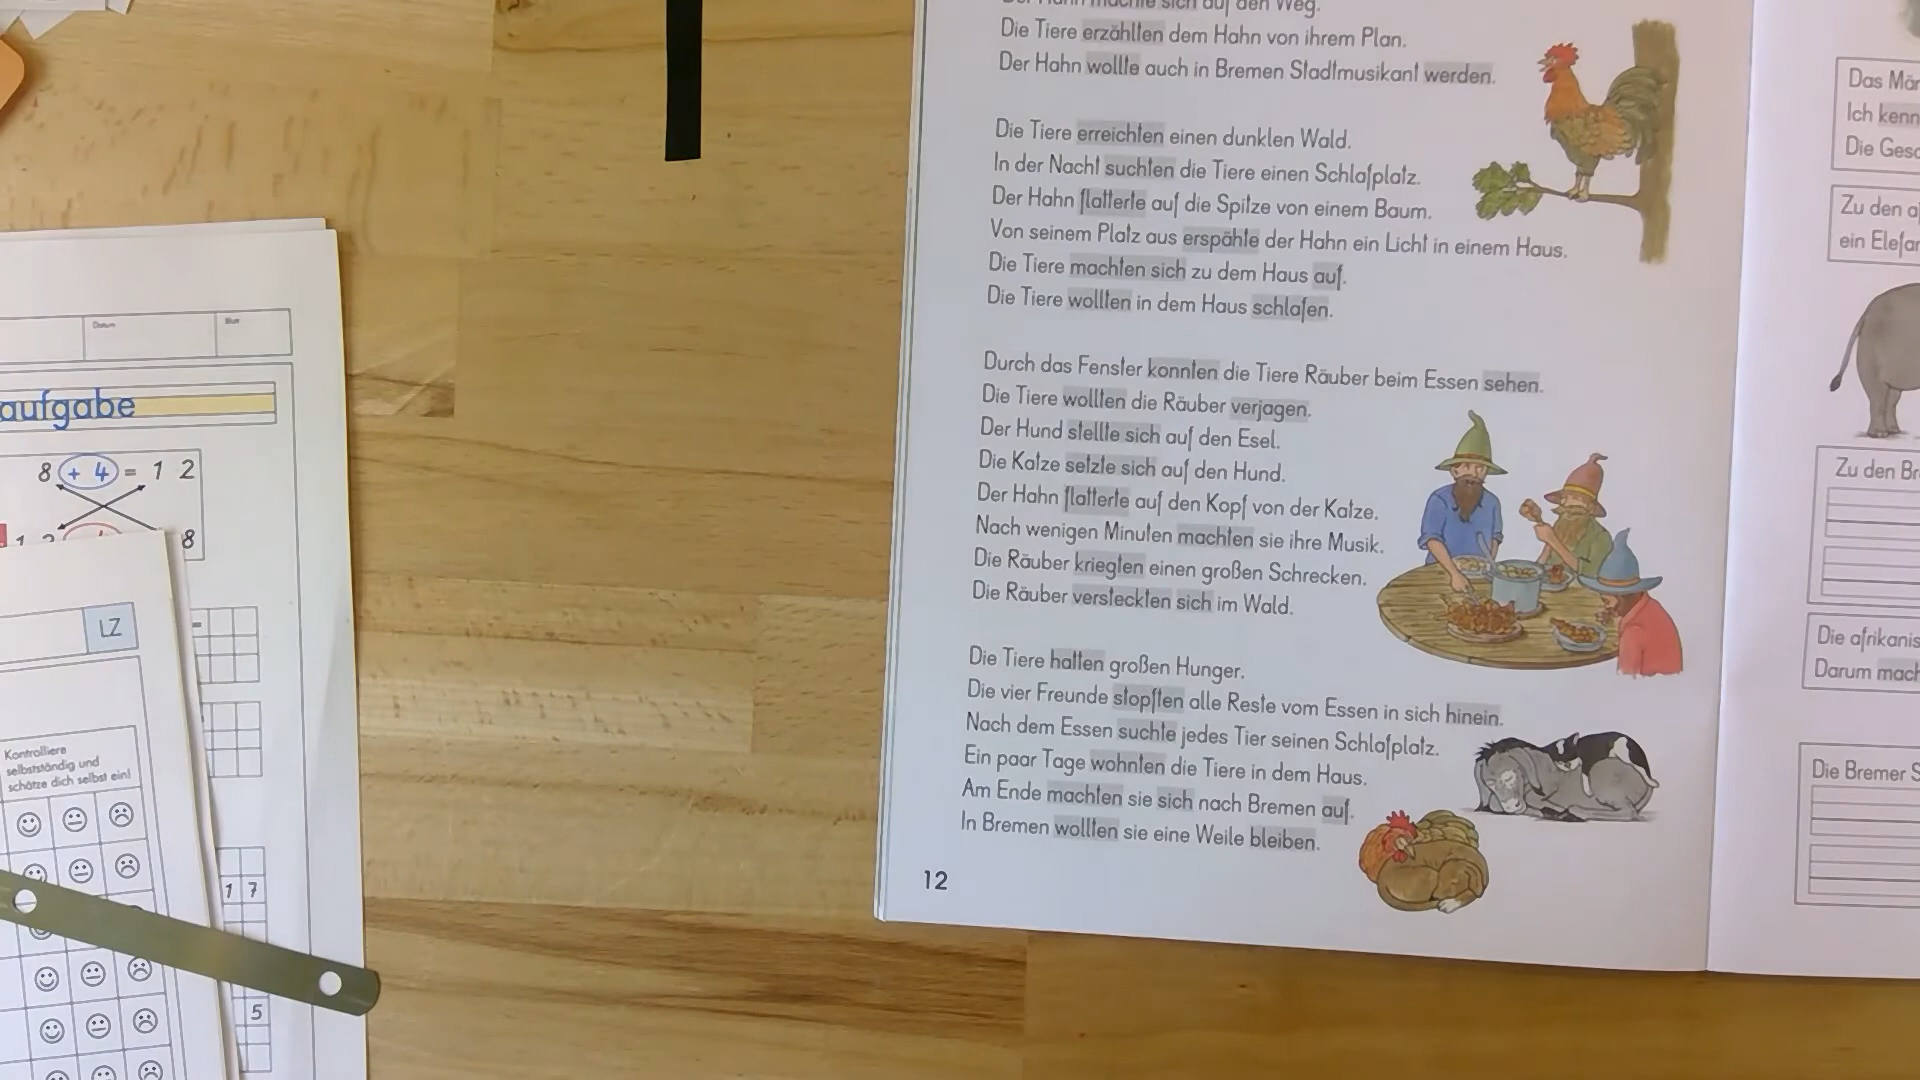 auf den Weg.
Die Tiere erzählten dem Hahn von ihrem Plan.
Der Hahn wollte auch in Bremen Stadtmusikant werden.
Die Tiere erreichten einen dunklen Wald.
In der Nacht suchten die Tiere einen Schlafplatz.
Der Hahn flatterte auf die Spitze von einem Baum.
Von seinem Platz aus erspähte der Hahn ein Licht in einem Haus.
Die Tiere machten sich zu dem Haus auf.
Die Tiere wollten in dem Haus schlafen.
Durch das Fenster konnten die Tiere Räuber beim Essen sehen.
Die Tiere wollten die Räuber verjagen.
Der Hund stellte sich auf den Esel.
Die Katze setzte sich auf den Hund.
Der Hahn flatterte auf den Kopf von der Katze.
Nach wenigen Minuten machten sie ihre Musik.
Die Räuber kriegten einen großen Schrecken.
Die Räuber versteckten sich im Wald.
Die Tiere hatten großen Hunger.
Die vier Freunde stopften alle Reste vom Essen in sich hinein.
Nach dem Essen suchte jedes Tier seinen Schlafplatz.
Ein paar Tage wohnten die Tiere in dem Haus.
Am Ende machten sie sich nach Bremen auf.
In Bremen wollten sie eine Weile bleiben.
12
Das
Ich
Die
Zu den
ein
Zu den
Die
Darum
Die Bremer
Datum
Blatt
aufgabe
8 + 4 = 1 2
8
LZ
Kontrolliere
selbstständig und
schätze dich selbst ein!
1 7
5